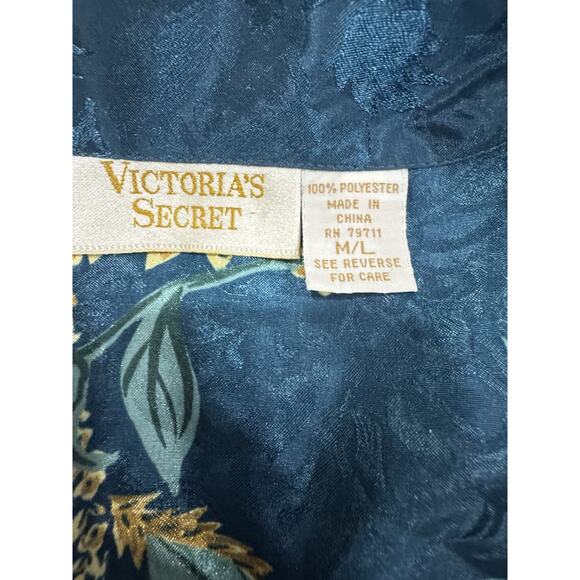 VICTORIA'S
SECRET
100% POLYESTER
MADE IN
CHINA
RN 79711
M/L
SEE REVERSE
FOR CARE